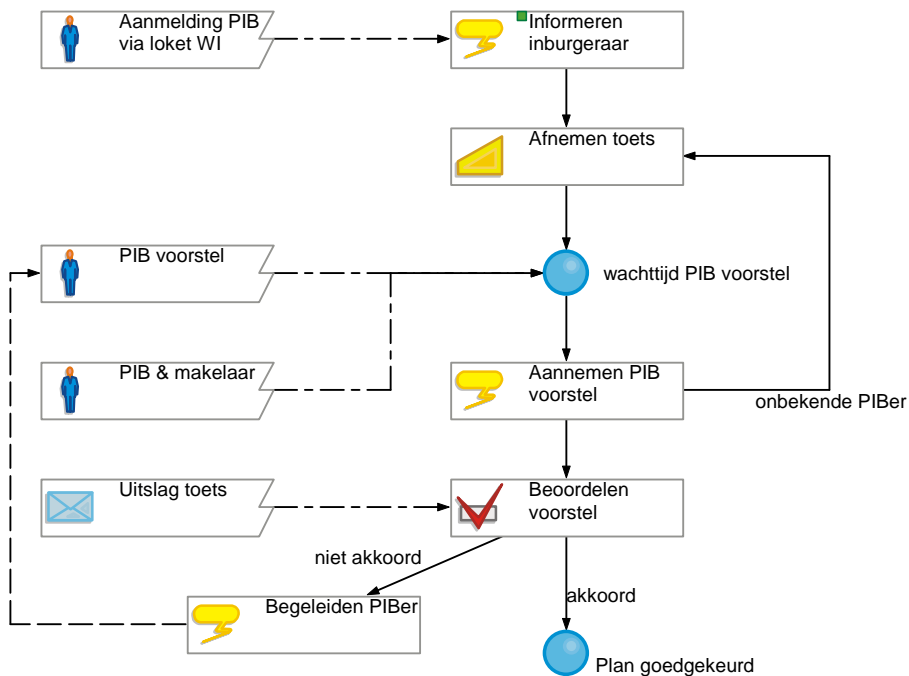 Aanmelding PIB
via loket WI
Informeren
inburgeraar
Afnemen toets
PIB voorstel
wachttijd PIB voorstel
PIB & makelaar
Aannemen PIB
voorstel
onbekende PIBer
Uitslag toets
Beoordelen
voorstel
niet akkoord
akkoord
Begeleiden PIBer
Plan goedgekeurd